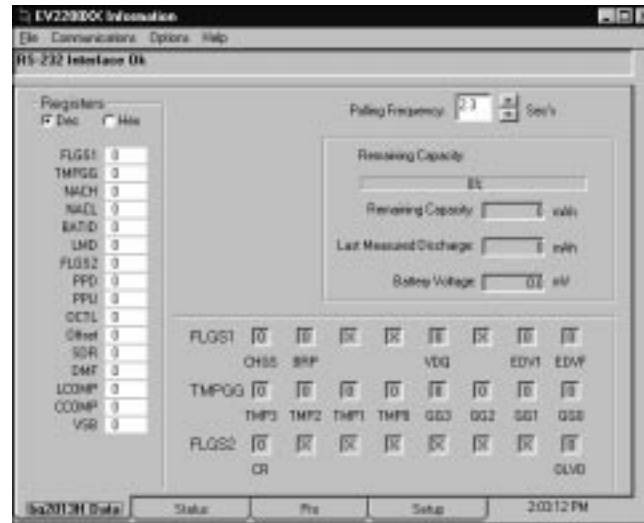 EV2200XX Information
File Communications Options Help
RS-232 Interface Ok
Registers
Dec Hex
Polling Frequency: 2.3 Sec's
FLGS1 0
TMPGG 0
NACH 0
NACL 0
BATID 0
LMD 0
FLGS2 0
PPD 0
PPU 0
OCTL 0
Offset 0
SDR 0
DMF 0
LCOMP 0
CCOMP 0
VSB 0
Remaining Capacity
0%
Remaining Capacity: 0 mAh
Last Measured Discharge: 0 mAh
Battery Voltage: 0.0 mV
FLGS1 0 0 X X 0 X 0 0
CHGS BRP VDQ EDV1 EDVF
TMPGG 0 0 0 0 0 0 0 0
TMP3 TMP2 TMP1 TMP0 GG3 GG2 GG1 GG0
FLGS2 0 X X X X X X 0
CR OLVD
bq2013H Data Status Pro Setup 2:03:12 PM